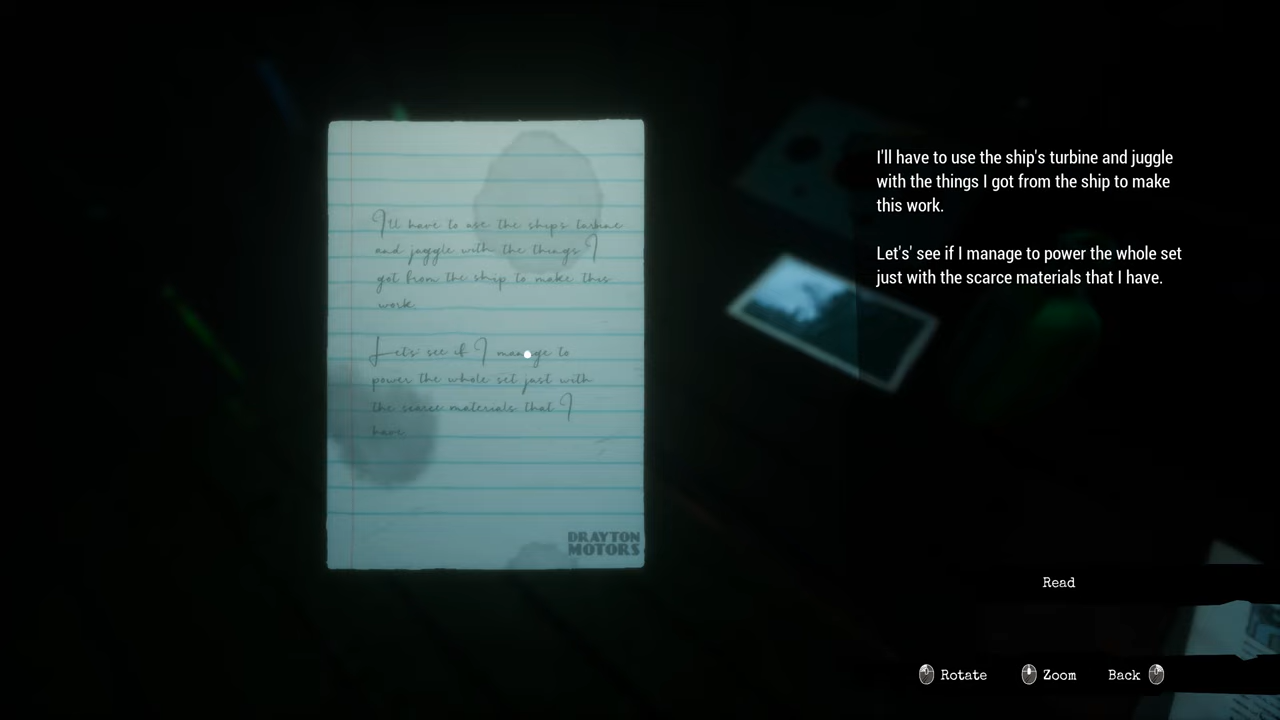 I'll have to use the ship's turbine
and juggle with the things I
got from the ship to make this
work.
Let's' see if I manage to
power the whole set just with
the scarce materials that I
have.
DRAYTON
MOTORS
I'll have to use the ship's turbine and juggle
with the things I got from the ship to make
this work.
Let's' see if I manage to power the whole set
just with the scarce materials that I have.
Read
Rotate
Zoom
Back